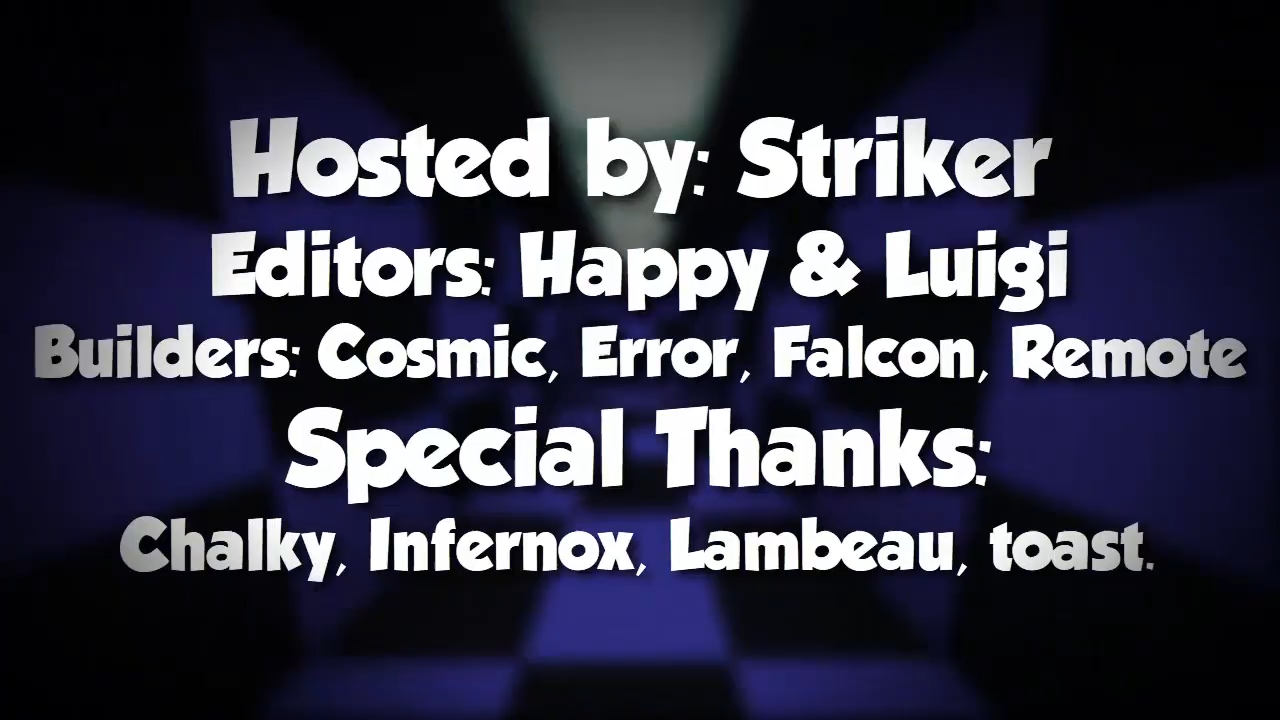 Hosted by: Striker
Editors: Happy & Luigi
Builders: Cosmic, Error, Falcon, Remote
Special Thanks:
Chalky, Infernox, Lambeau, toast.